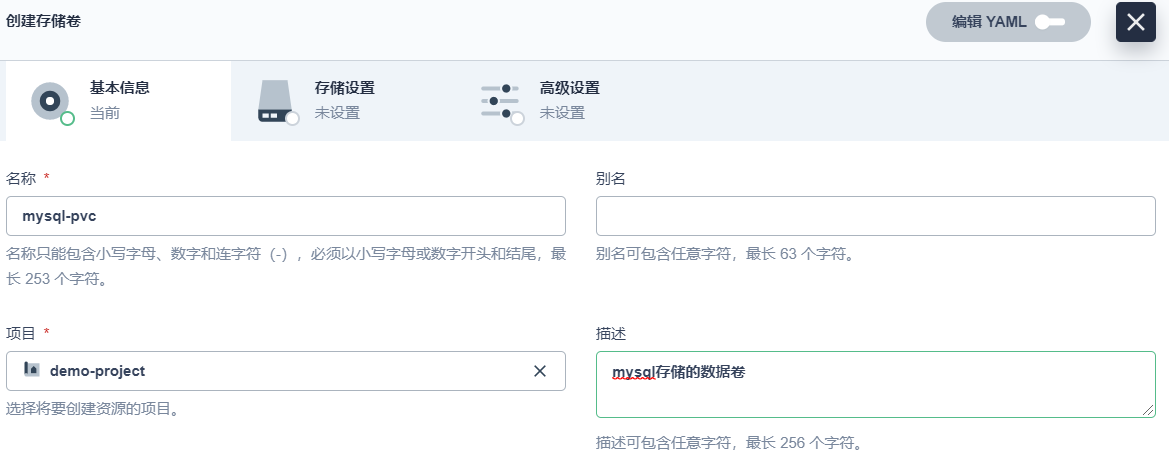 创建存储卷
编辑 YAML
基本信息
当前
存储设置
未设置
高级设置
未设置
名称 *
mysql-pvc
名称只能包含小写字母、数字和连字符（-），必须以小写字母或数字开头和结尾，最
长 253 个字符。
别名
别名可包含任意字符，最长 63 个字符。
项目 *
demo-project
选择将要创建资源的项目。
描述
mysql存储的数据卷
描述可包含任意字符，最长 256 个字符。